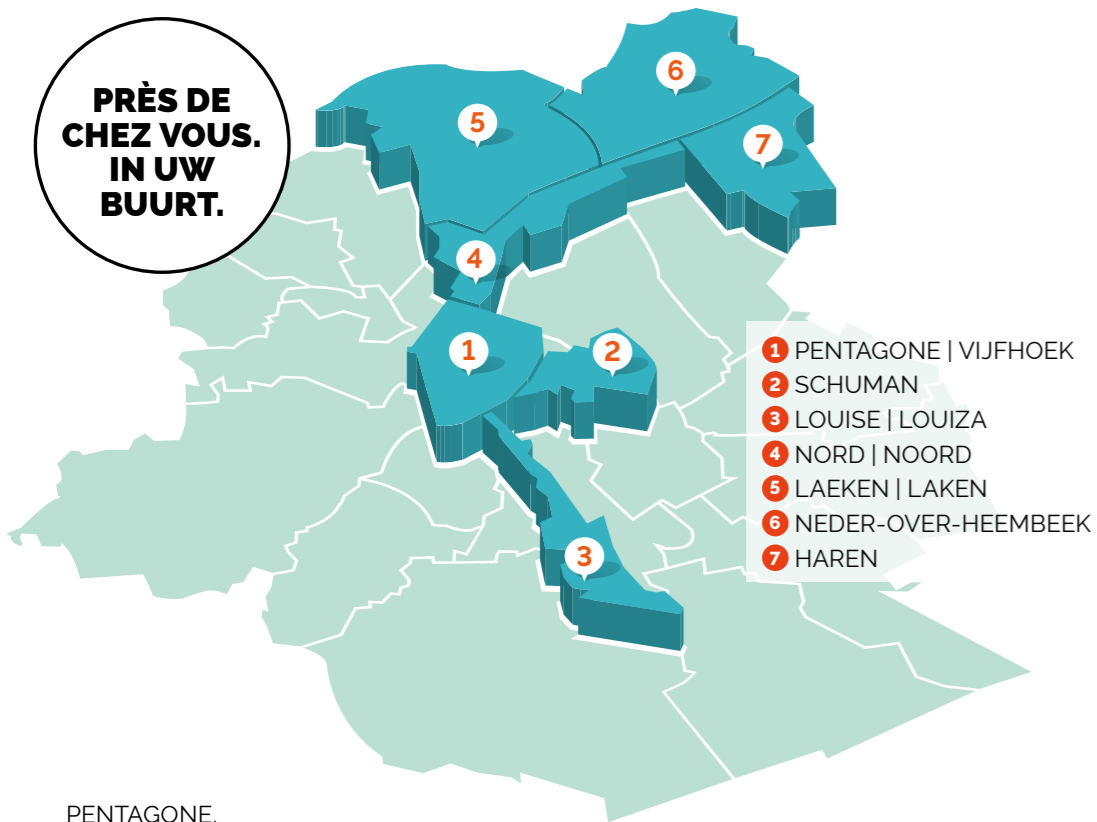 PRÈS DE
CHEZ VOUS.
IN UW
BUURT.
6
5
7
4
1
2
3
1 PENTAGONE | VIJFHOEK
2 SCHUMAN
3 LOUISE | LOUIZA
4 NORD | NOORD
5 LAEKEN | LAKEN
6 NEDER-OVER-HEEMBEEK
7 HAREN
PENTAGONE.